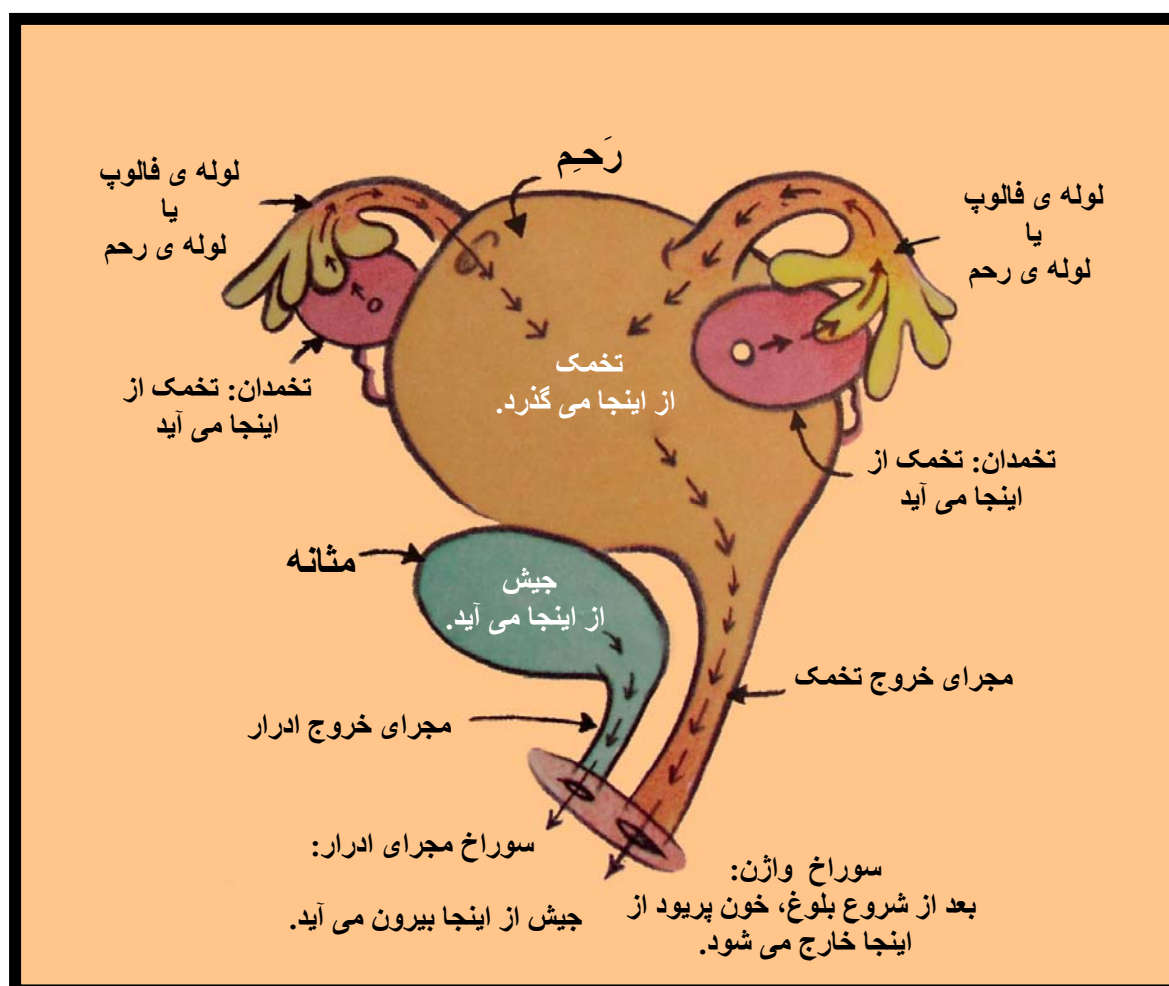 رَحِم
لوله ی فالوپ
یا
لوله ی رحم
لوله ی فالوپ
یا
لوله ی رحم
تخمک
از اینجا می گذرد.
تخمدان: تخمک از
اینجا می آید
تخمدان: تخمک از
اینجا می آید
مثانه
جیش
از اینجا می آید.
مجرای خروج تخمک
مجرای خروج ادرار
سوراخ مجرای ادرار:
جیش از اینجا بیرون می آید.
سوراخ واژن:
بعد از شروع بلوغ، خون پریود از
اینجا خارج می شود.